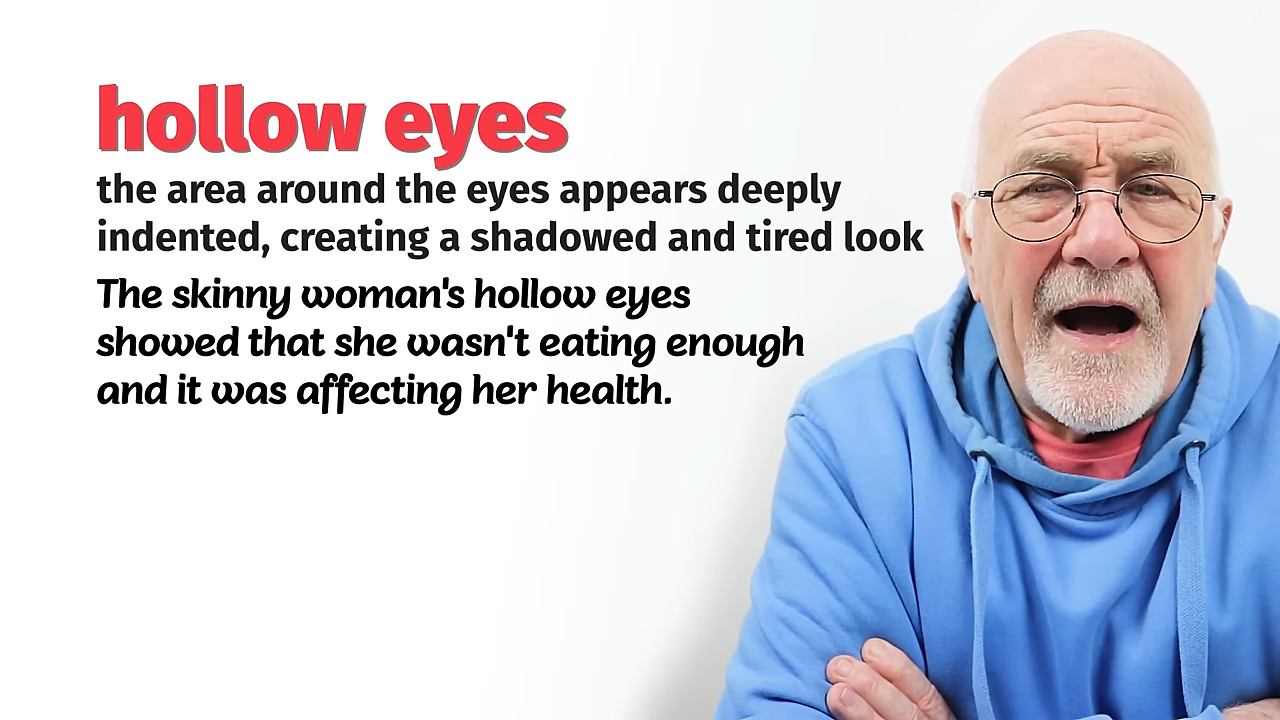 hollow eyes
the area around the eyes appears deeply
indented, creating a shadowed and tired look
The skinny woman's hollow eyes
showed that she wasn't eating enough
and it was affecting her health.